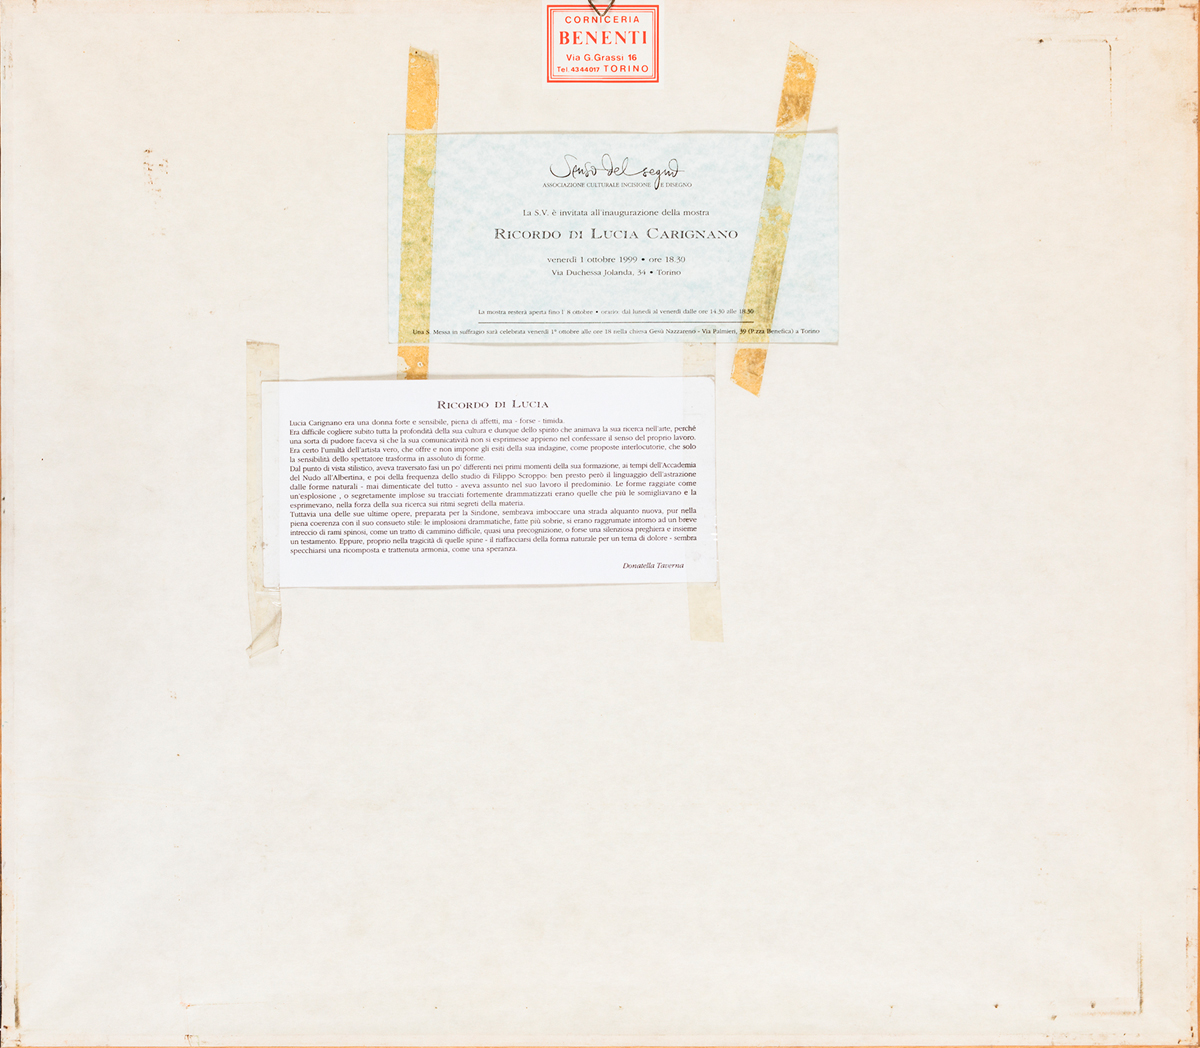 CORNICERIA
BENENTI
Via G.Grassi 16
Tel. 4344017 TORINO
Senso del segno
ASSOCIAZIONE CULTURALE INCISIONE E DISEGNO
La S.V. è invitata all'inaugurazione della mostra
RICORDO DI LUCIA CARIGNANO
venerdì 1 ottobre 1999 • ore 18.30
Via Duchessa Jolanda, 34 • Torino
La mostra resterà aperta fino l' 8 ottobre • orario: dal lunedì al venerdì dalle ore 14.30 alle 18.30
Una S. Messa in suffragio sarà celebrata venerdì 1° ottobre alle ore 18 nella chiesa Gesù Nazzareno - Via Palmieri, 39 (P.zza Benefica) a Torino
RICORDO DI LUCIA
Lucia Carignano era una donna forte e sensibile, piena di affetti, ma - forse - timida.
Era difficile cogliere subito tutta la profondità della sua cultura e dunque dello spirito che animava la sua ricerca nell'arte, perchè
una sorta di pudore faceva sì che la sua comunicatività non si esprimesse appieno nel confessare il senso del proprio lavoro.
Era certo l'umiltà dell'artista vero, che offre e non impone gli esiti della sua indagine, come proposte interlocutorie, che solo
la sensibilità dello spettatore trasforma in assoluto di forme.
Dal punto di vista stilistico, aveva traversato fasi un po' differenti nei primi momenti della sua formazione, ai tempi dell'Accademia
del Nudo all'Albertina, e poi della frequenza dello studio di Filippo Scroppo: ben presto però il linguaggio dell'astrazione
dalle forme naturali - mai dimenticate del tutto - aveva assunto nel suo lavoro il predominio. Le forme raggiate come
un'esplosione , o segretamente implose su tracciati fortemente drammatizzati erano quelle che più le somigliavano e la
esprimevano, nella forza della sua ricerca sui ritmi segreti della materia.
Tuttavia una delle sue ultime opere, preparata per la Sindone, sembrava imboccare una strada alquanto nuova, pur nella
piena coerenza con il suo consueto stile: le implosioni drammatiche, fatte più sobrie, si erano raggrumate intorno ad un breve
intreccio di rami spinosi, come un tratto di cammino difficile, quasi una precognizione, o forse una silenziosa preghiera e insieme
un testamento. Eppure, proprio nella tragicità di quelle spine - il riaffacciarsi della forma naturale per un tema di dolore - sembra
specchiarsi una ricomposta e trattenuta armonia, come una speranza.
Donatella Taverna